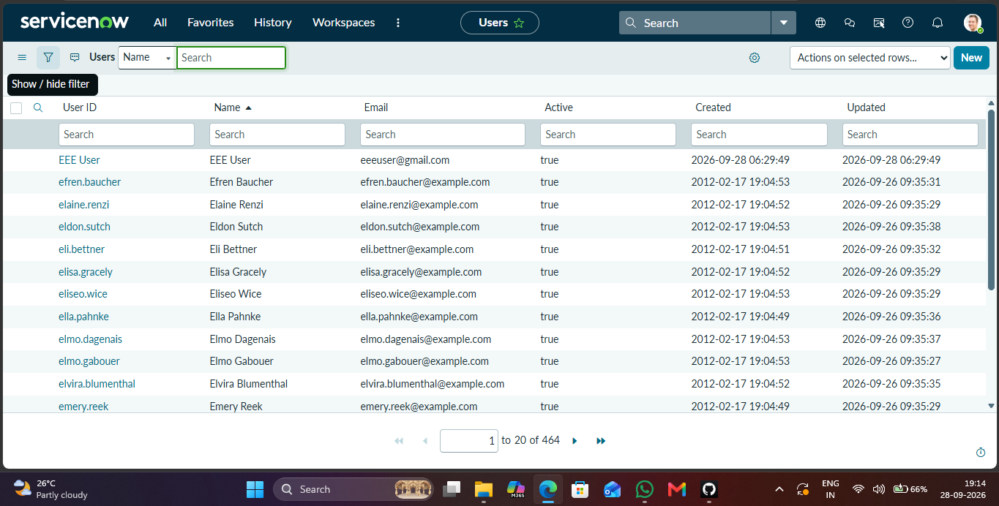 servicenow All Favorites History Workspaces Users Search
Users Name Search Actions on selected rows... New
Show / hide filter
User ID Name Email Active Created Updated
Search Search Search Search Search Search
EEE User EEE User eeeuser@gmail.com true 2026-09-28 06:29:49 2026-09-28 06:29:49
efren.baucher Efren Baucher efren.baucher@example.com true 2012-02-17 19:04:53 2026-09-26 09:35:31
elaine.renzi Elaine Renzi elaine.renzi@example.com true 2012-02-17 19:04:52 2026-09-26 09:35:29
eldon.sutch Eldon Sutch eldon.sutch@example.com true 2012-02-17 19:04:53 2026-09-26 09:35:38
eli.bettner Eli Bettner eli.bettner@example.com true 2012-02-17 19:04:51 2026-09-26 09:35:32
elisa.gracely Elisa Gracely elisa.gracely@example.com true 2012-02-17 19:04:52 2026-09-26 09:35:29
eliseo.wice Eliseo Wice eliseo.wice@example.com true 2012-02-17 19:04:53 2026-09-26 09:35:29
ella.pahnke Ella Pahnke ella.pahnke@example.com true 2012-02-17 19:04:49 2026-09-26 09:35:36
elmo.dagenais Elmo Dagenais elmo.dagenais@example.com true 2012-02-17 19:04:53 2026-09-26 09:35:37
elmo.gabouer Elmo Gabouer elmo.gabouer@example.com true 2012-02-17 19:04:53 2026-09-26 09:35:27
elvira.blumenthal Elvira Blumenthal elvira.blumenthal@example.com true 2012-02-17 19:04:52 2026-09-26 09:35:35
emery.reek Emery Reek emery.reek@example.com true 2012-02-17 19:04:49 2026-09-26 09:35:29
1 to 20 of 464
26°C
Partly cloudy
Search
M365
ENG
IN
66%
19:14
28-09-2026